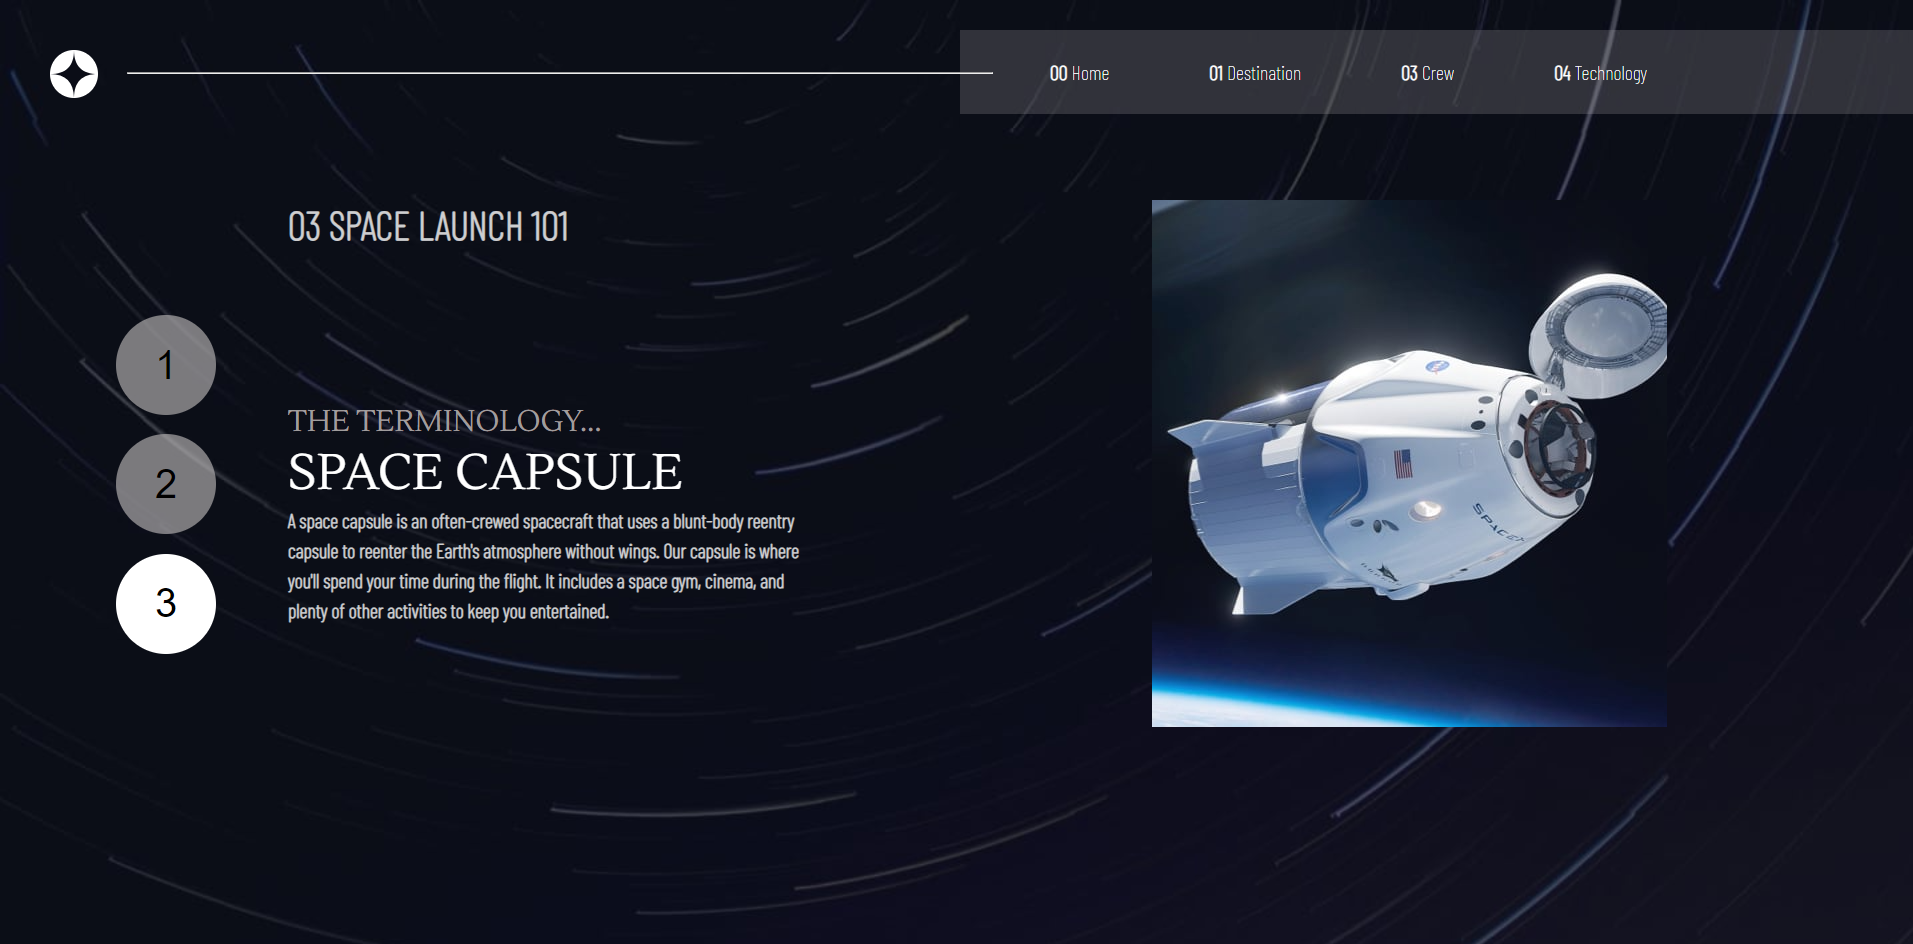 00 Home 01 Destination 03 Crew 04 Technology
03 SPACE LAUNCH 101
1
2
3
THE TERMINOLOGY...
SPACE CAPSULE
A space capsule is an often-crewed spacecraft that uses a blunt-body reentry
capsule to reenter the Earth's atmosphere without wings. Our capsule is where
you'll spend your time during the flight. It includes a space gym, cinema, and
plenty of other activities to keep you entertained.
SPACEX